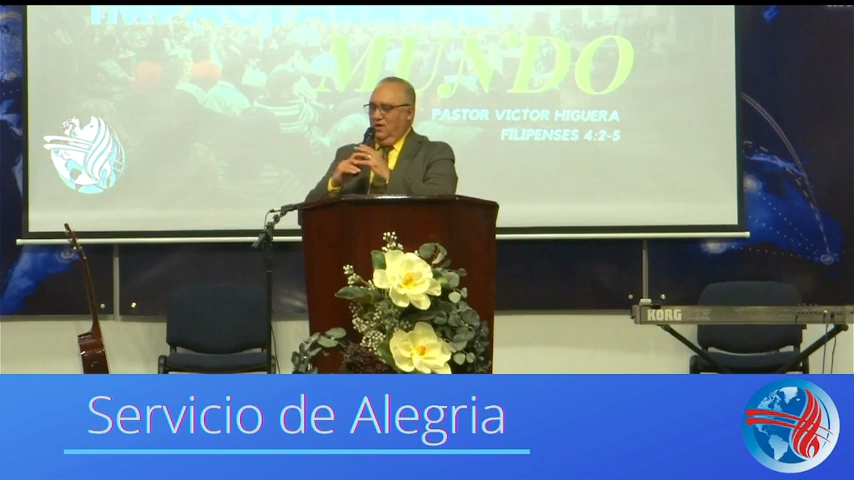 MUNDO
PASTOR VICTOR HIGUERA
FILIPENSES 4:2-5
KORG
Servicio de Alegria